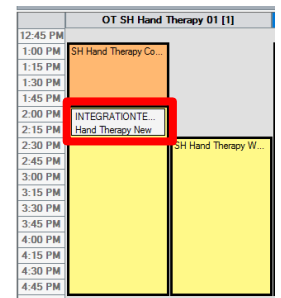 OT SH Hand Therapy 01 [1]
12:45 PM
1:00 PM SH Hand Therapy Co...
1:15 PM
1:30 PM
1:45 PM
2:00 PM INTEGRATIONTE...
2:15 PM Hand Therapy New
2:30 PM SH Hand Therapy W...
2:45 PM
3:00 PM
3:15 PM
3:30 PM
3:45 PM
4:00 PM
4:15 PM
4:30 PM
4:45 PM